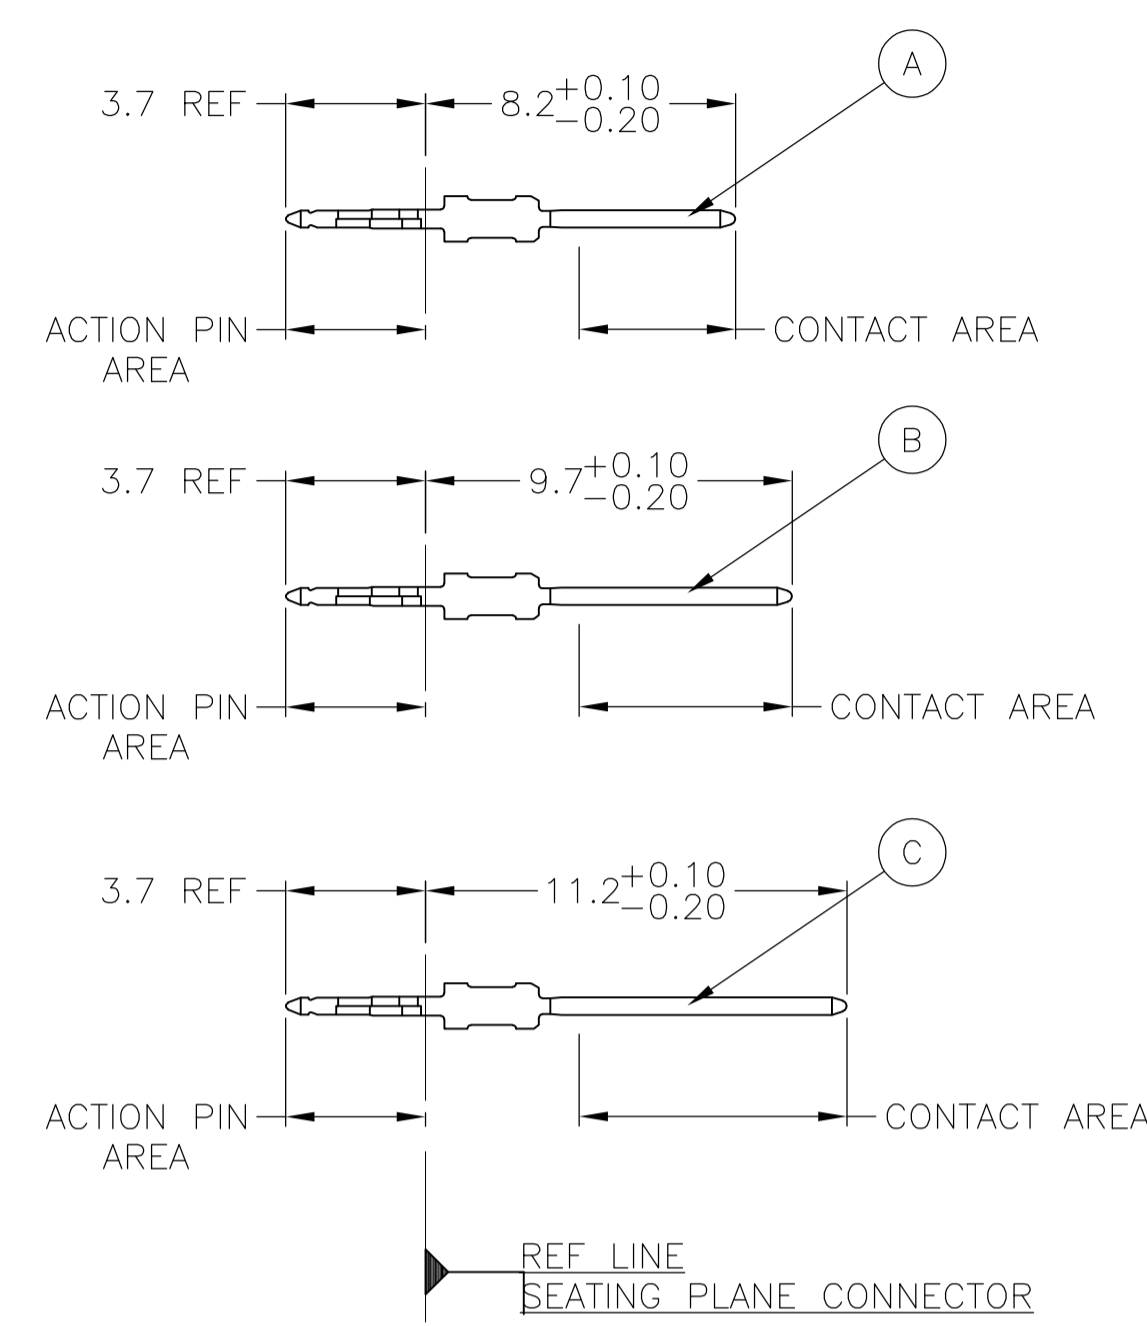 A
3.7 REF
8.2 +0.10 -0.20
ACTION PIN
AREA
CONTACT AREA
B
3.7 REF
9.7 +0.10 -0.20
ACTION PIN
AREA
CONTACT AREA
C
3.7 REF
11.2 +0.10 -0.20
ACTION PIN
AREA
CONTACT AREA
REF LINE
SEATING PLANE CONNECTOR